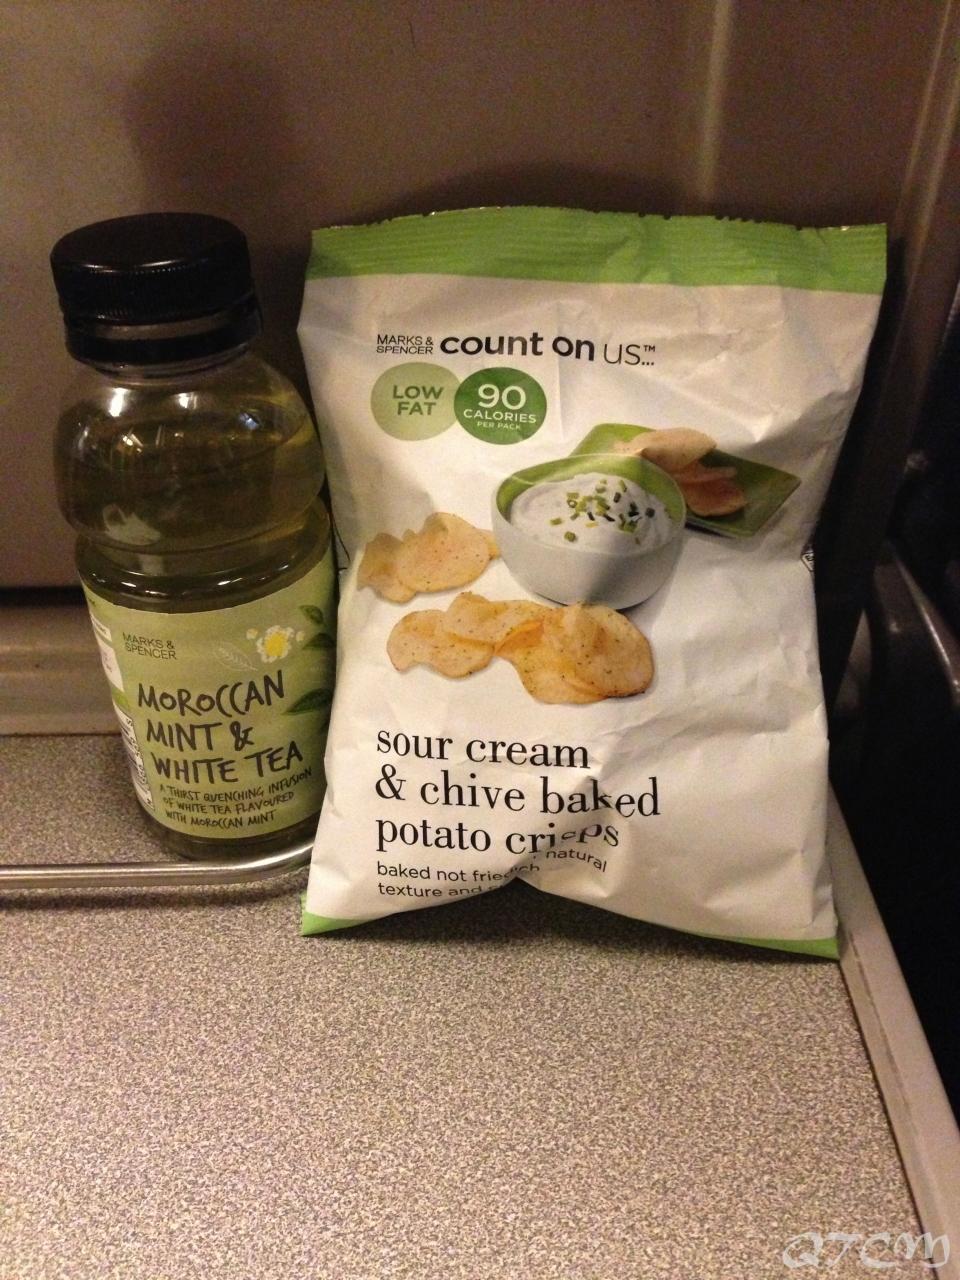 MARKS &
SPENCER
MOROCCAN
MINT &
WHITE TEA
A THIRST QUENCHING INFUSION
OF WHITE TEA FLAVOURED
WITH MOROCCAN MINT
MARKS & SPENCER count on us™...
LOW
FAT
90
CALORIES
PER PACK
sour cream
& chive baked
potato crisps
baked not fried natural
texture and
QTCM